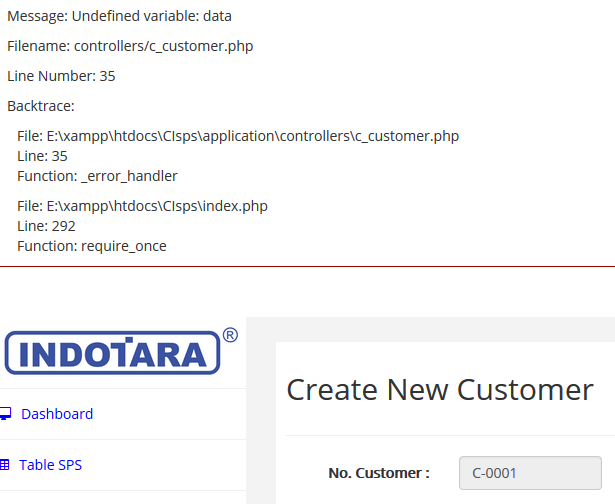 Message: Undefined variable: data
Filename: controllers/c_customer.php
Line Number: 35
Backtrace:
File: E:\xampp\htdocs\CIsps\application\controllers\c_customer.php
Line: 35
Function: _error_handler
File: E:\xampp\htdocs\CIsps\index.php
Line: 292
Function: require_once
INDOTARA®
Create New Customer
Dashboard
Table SPS
No. Customer : C-0001